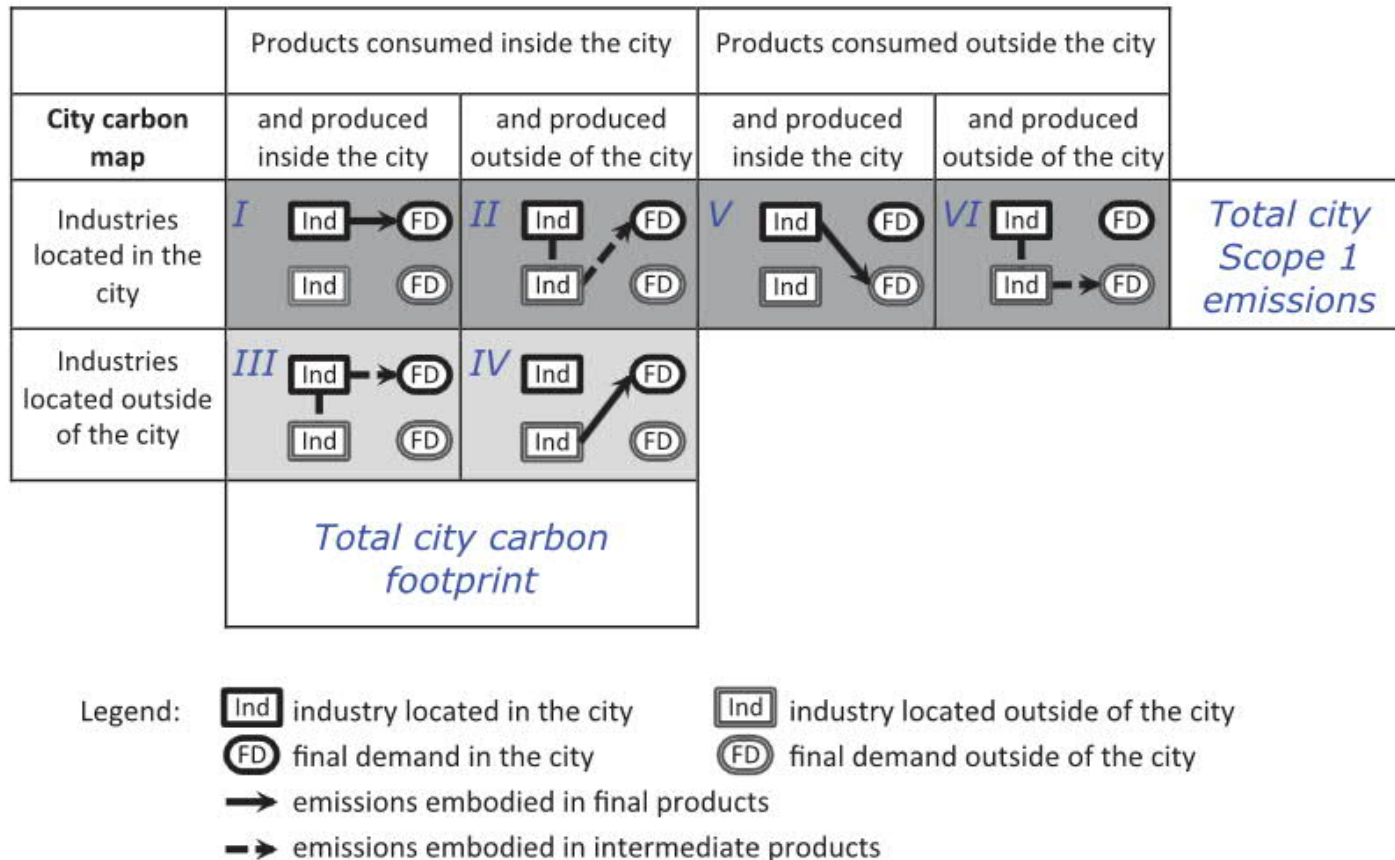 Products consumed inside the city
Products consumed outside the city
City carbon
map
and produced
inside the city
and produced
outside of the city
and produced
inside the city
and produced
outside of the city
Industries
located in the
city
I
Ind
FD
Ind
FD
II
Ind
FD
Ind
FD
V
Ind
FD
Ind
FD
VI
Ind
FD
Ind
FD
Total city
Scope 1
emissions
Industries
located outside
of the city
III
Ind
FD
Ind
FD
IV
Ind
FD
Ind
FD
Total city carbon
footprint
Legend:
Ind industry located in the city
Ind industry located outside of the city
FD final demand in the city
FD final demand outside of the city
emissions embodied in final products
emissions embodied in intermediate products